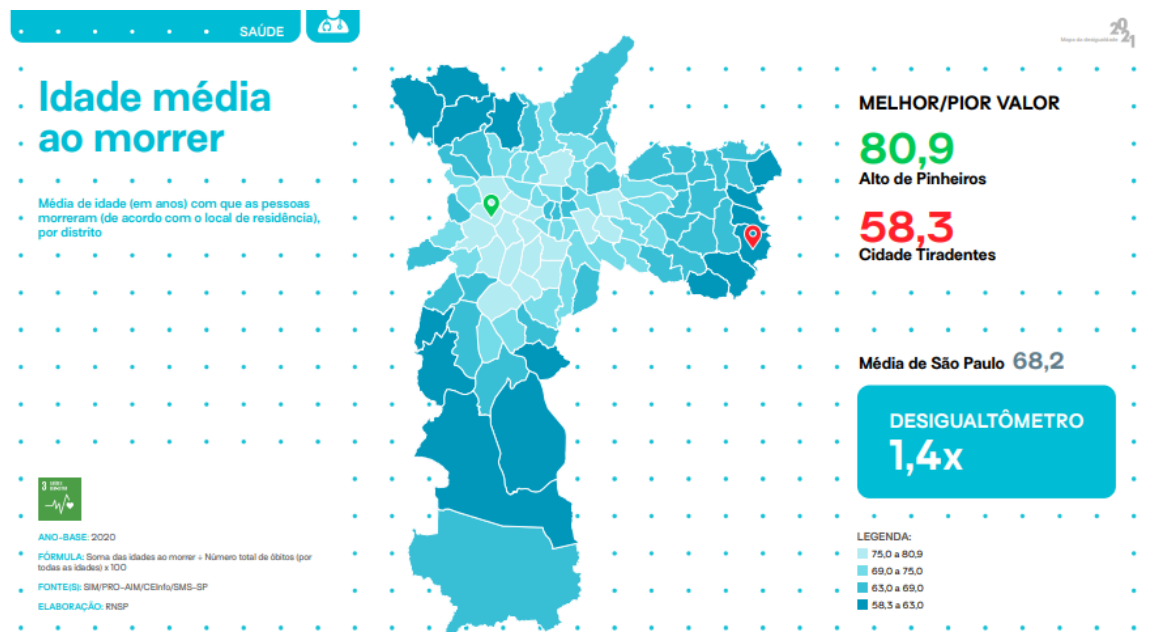 SAÚDE
2021
Mapa da desigualdade
Idade média
ao morrer
Média de idade (em anos) com que as pessoas
morreram (de acordo com o local de residência),
por distrito
MELHOR/PIOR VALOR
80,9
Alto de Pinheiros
58,3
Cidade Tiradentes
Média de São Paulo 68,2
DESIGUALTÔMETRO
1,4x
3
ANO-BASE: 2020
FÓRMULA: Soma das idades ao morrer ÷ Número total de óbitos (por
todas as idades) x 100
FONTE(S): SIM/PRO-AIM/CEInfo/SMS-SP
ELABORAÇÃO: RNSP
LEGENDA:
75,0 a 80,9
69,0 a 75,0
63,0 a 69,0
58,3 a 63,0